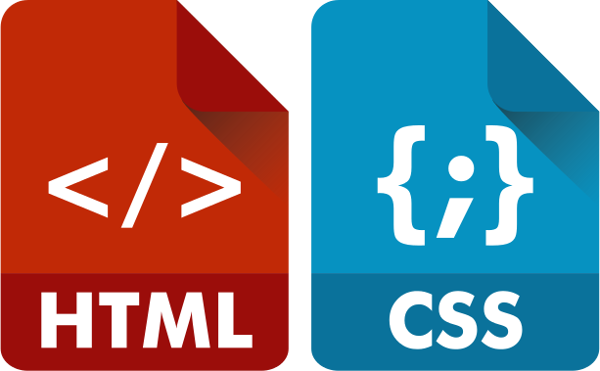 </>
{;}
HTML
CSS